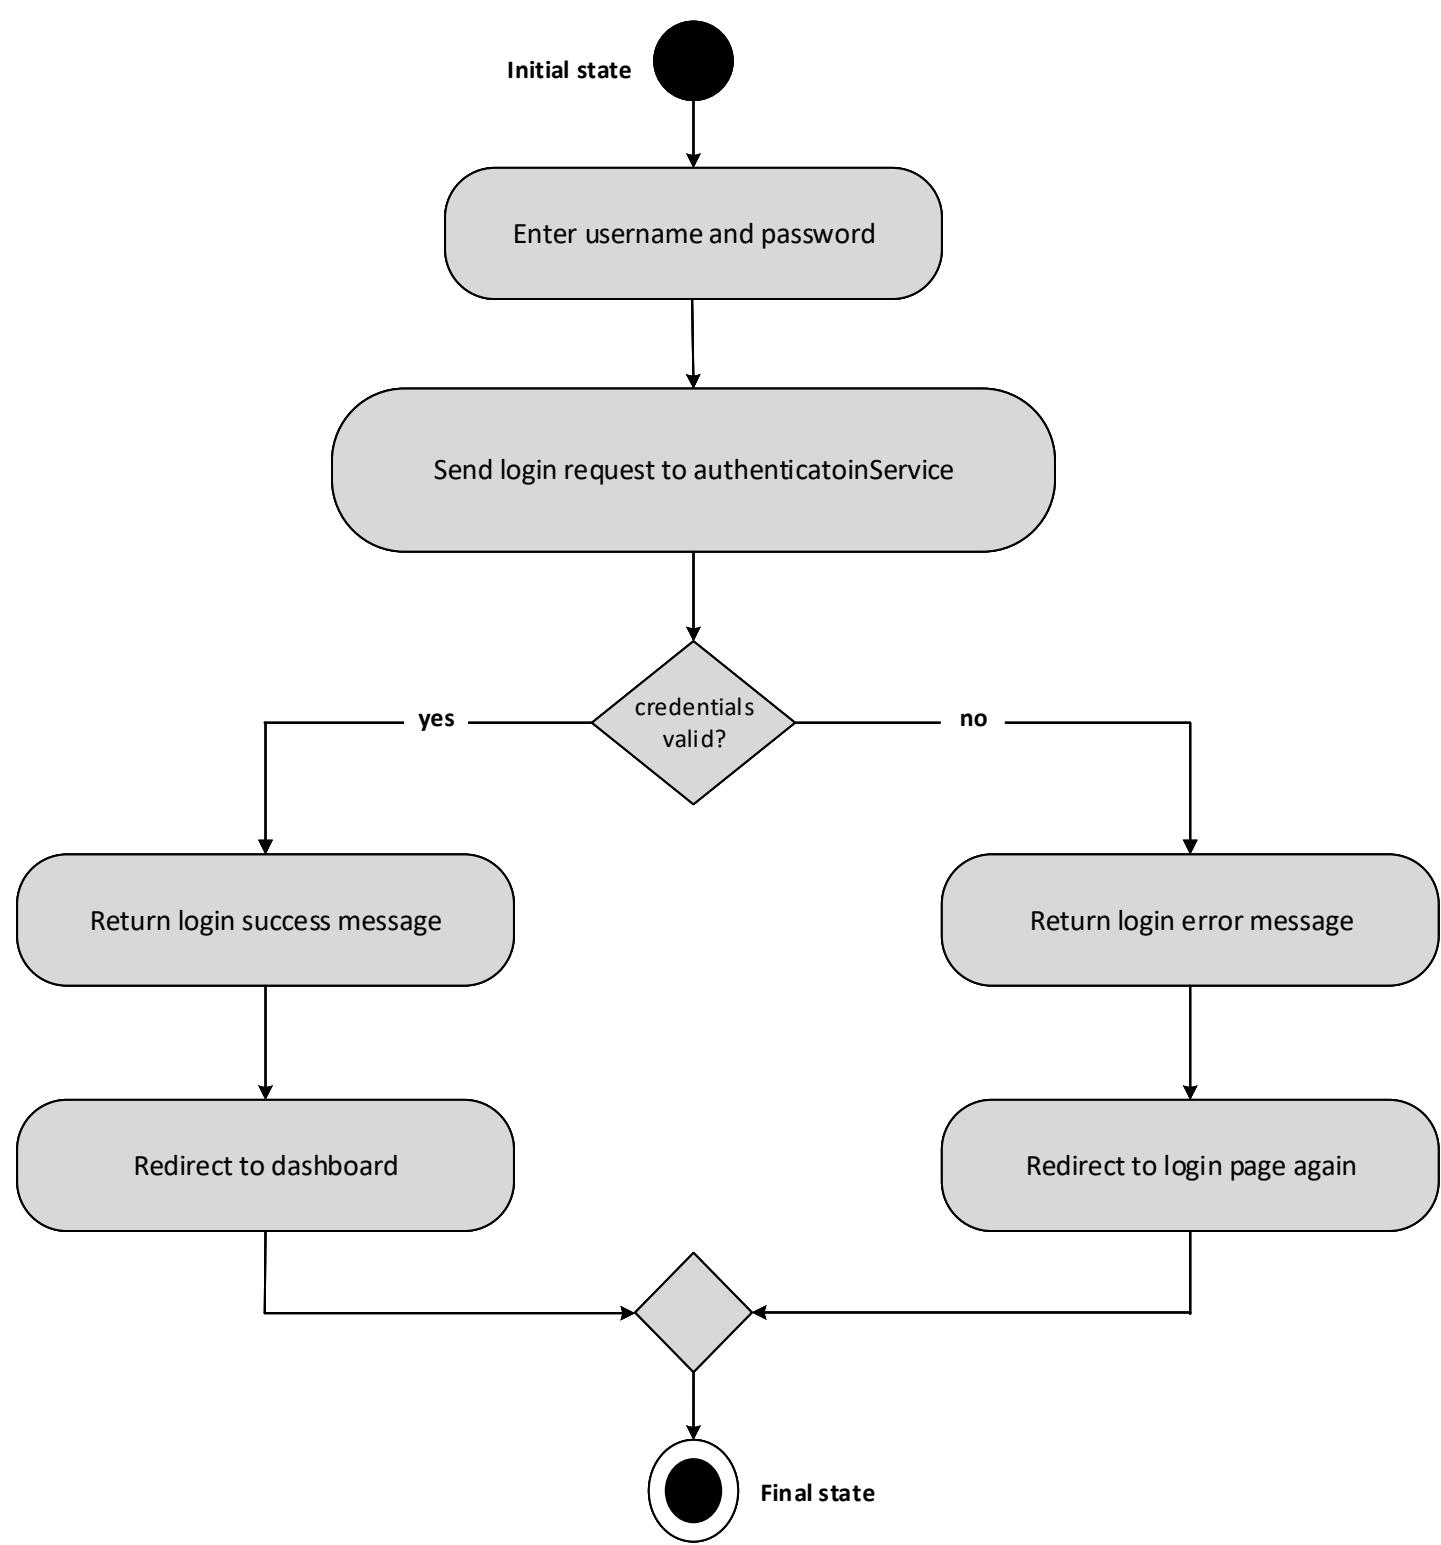 Initial state
Enter username and password
Send login request to authenticatoinService
credentials
valid?
yes
no
Return login success message
Return login error message
Redirect to dashboard
Redirect to login page again
Final state